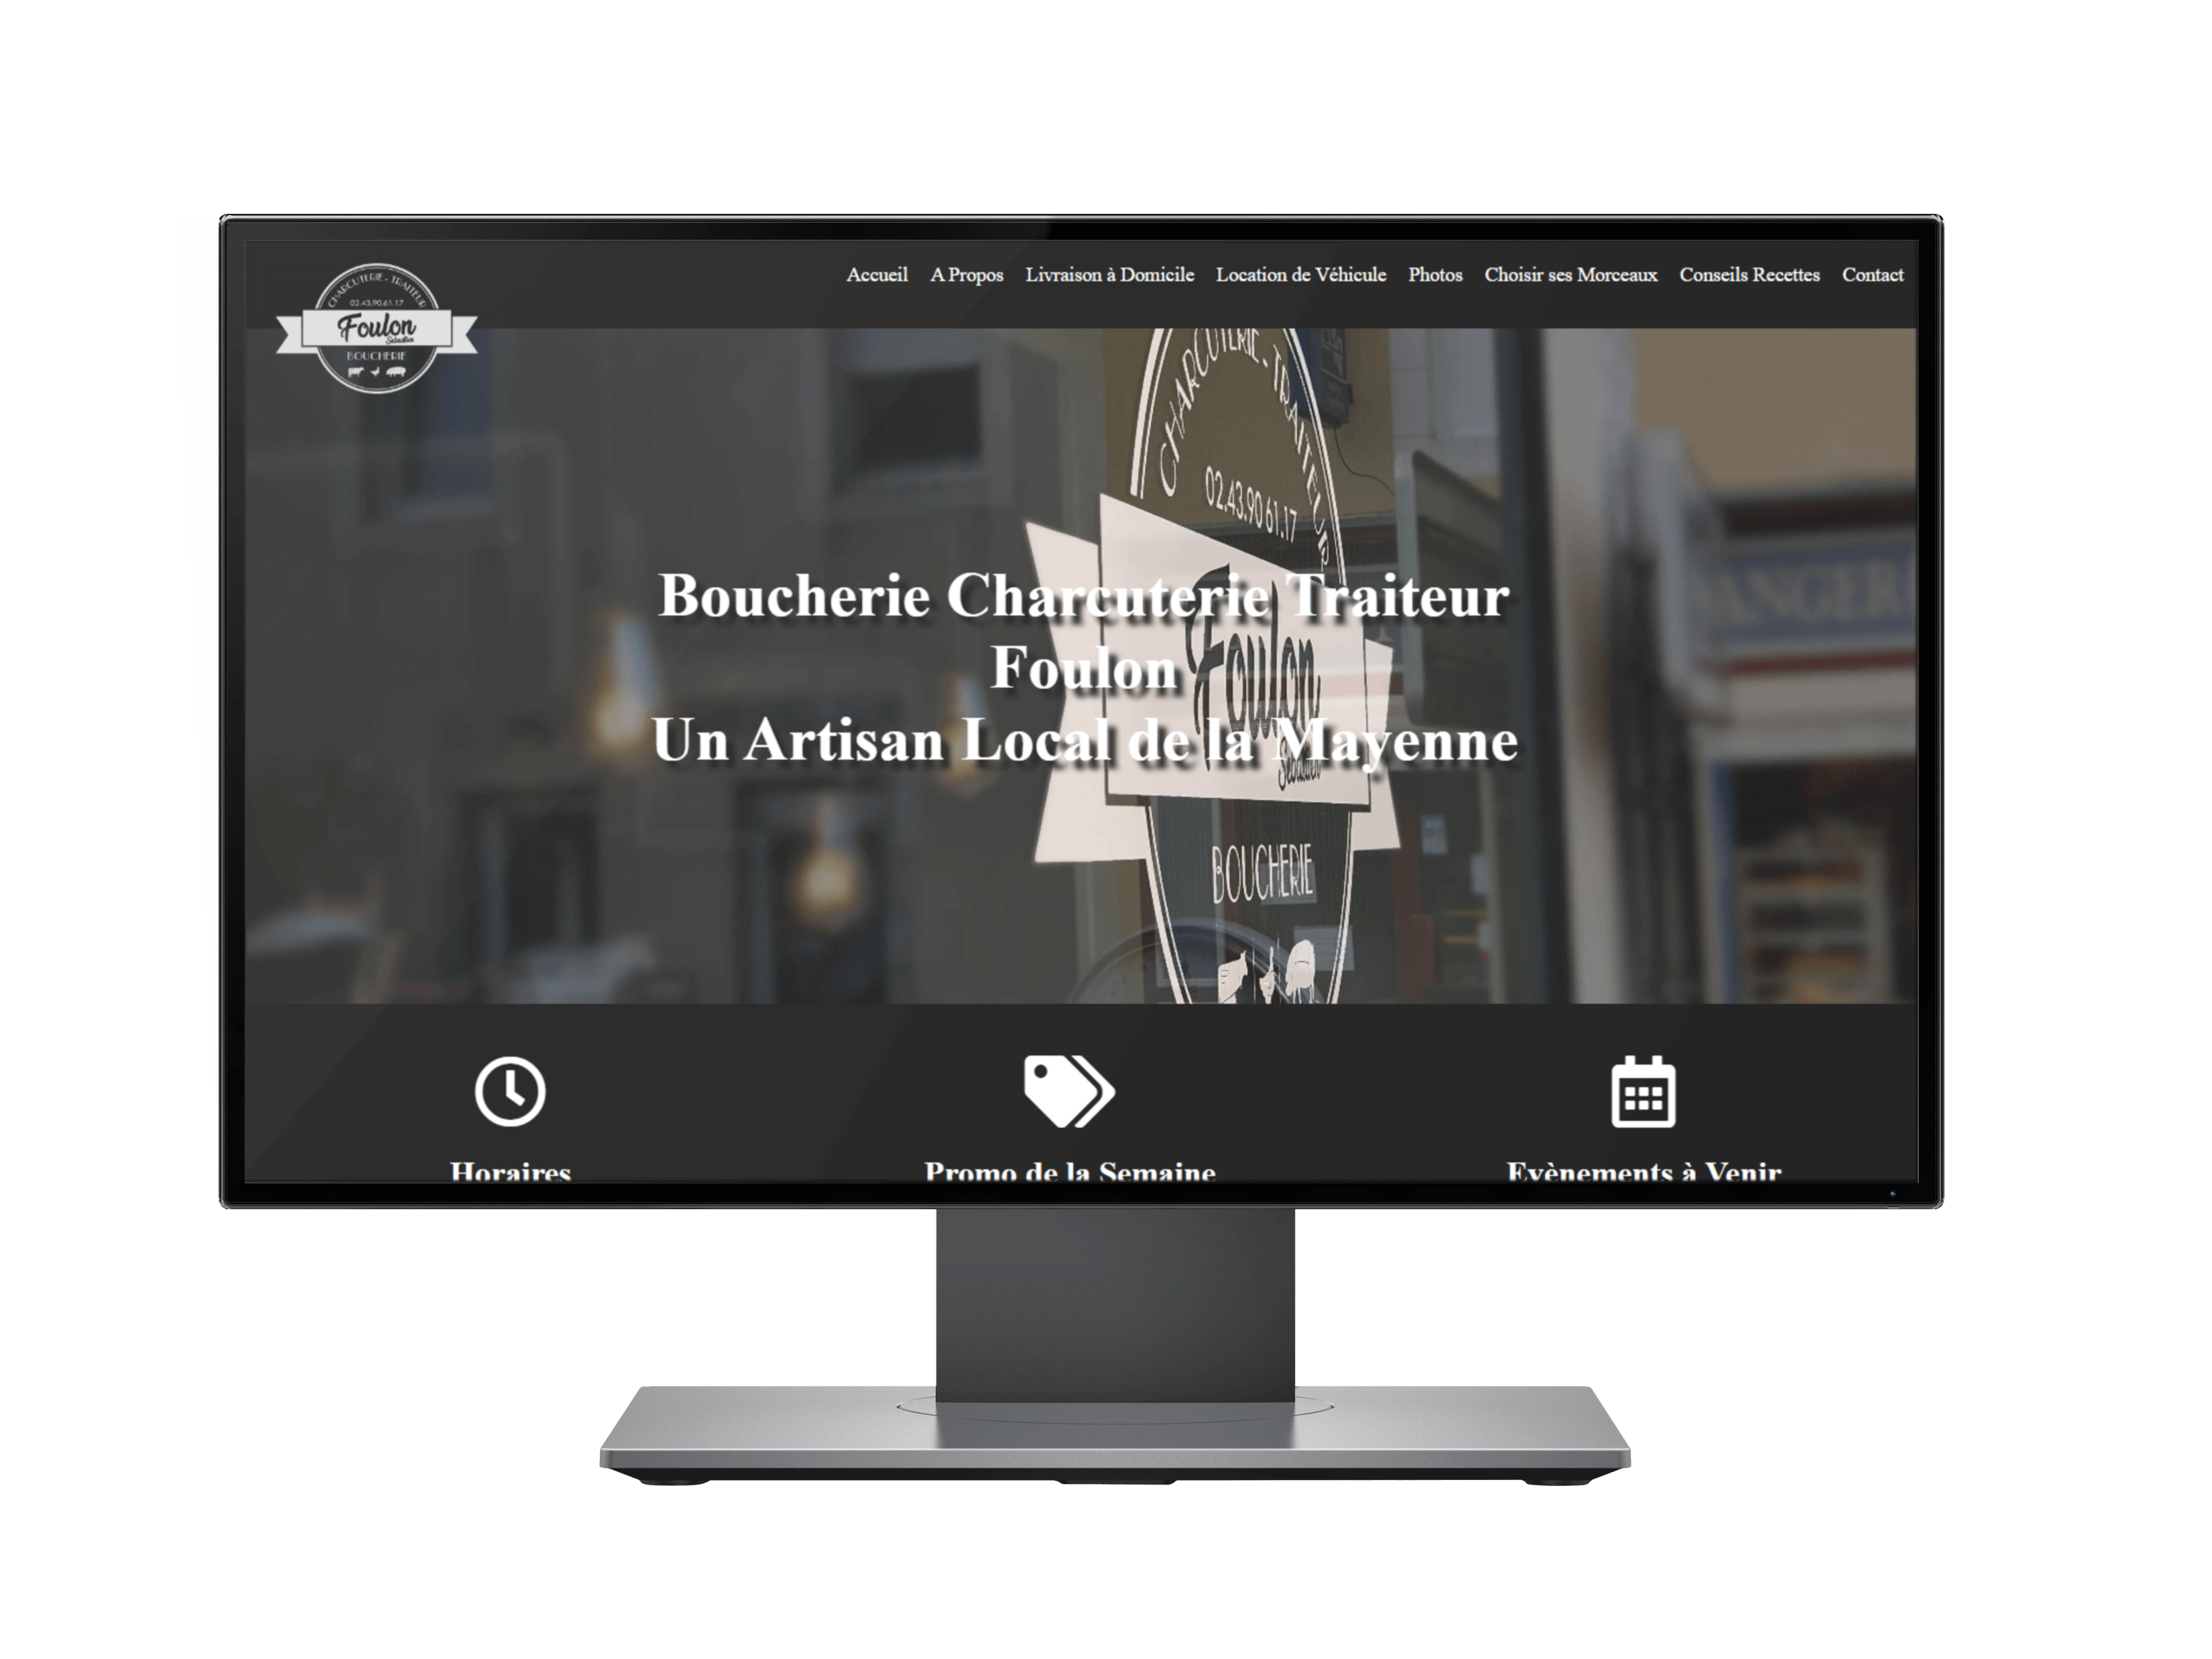 CHARCUTERIE - TRAITEUR
02.43.90.61.17
Foulon
Sébastien
BOUCHERIE
Accueil A Propos Livraison à Domicile Location de Véhicule Photos Choisir ses Morceaux Conseils Recettes Contact
CHARCUTERIE - TRAITEUR
02.43.90 61.17
Boucherie Charcuterie Traiteur
Foulon
Un Artisan Local de la Mayenne
Foulon
Sébastien
BOUCHERIE
Horaires Promo de la Semaine Evènements à Venir